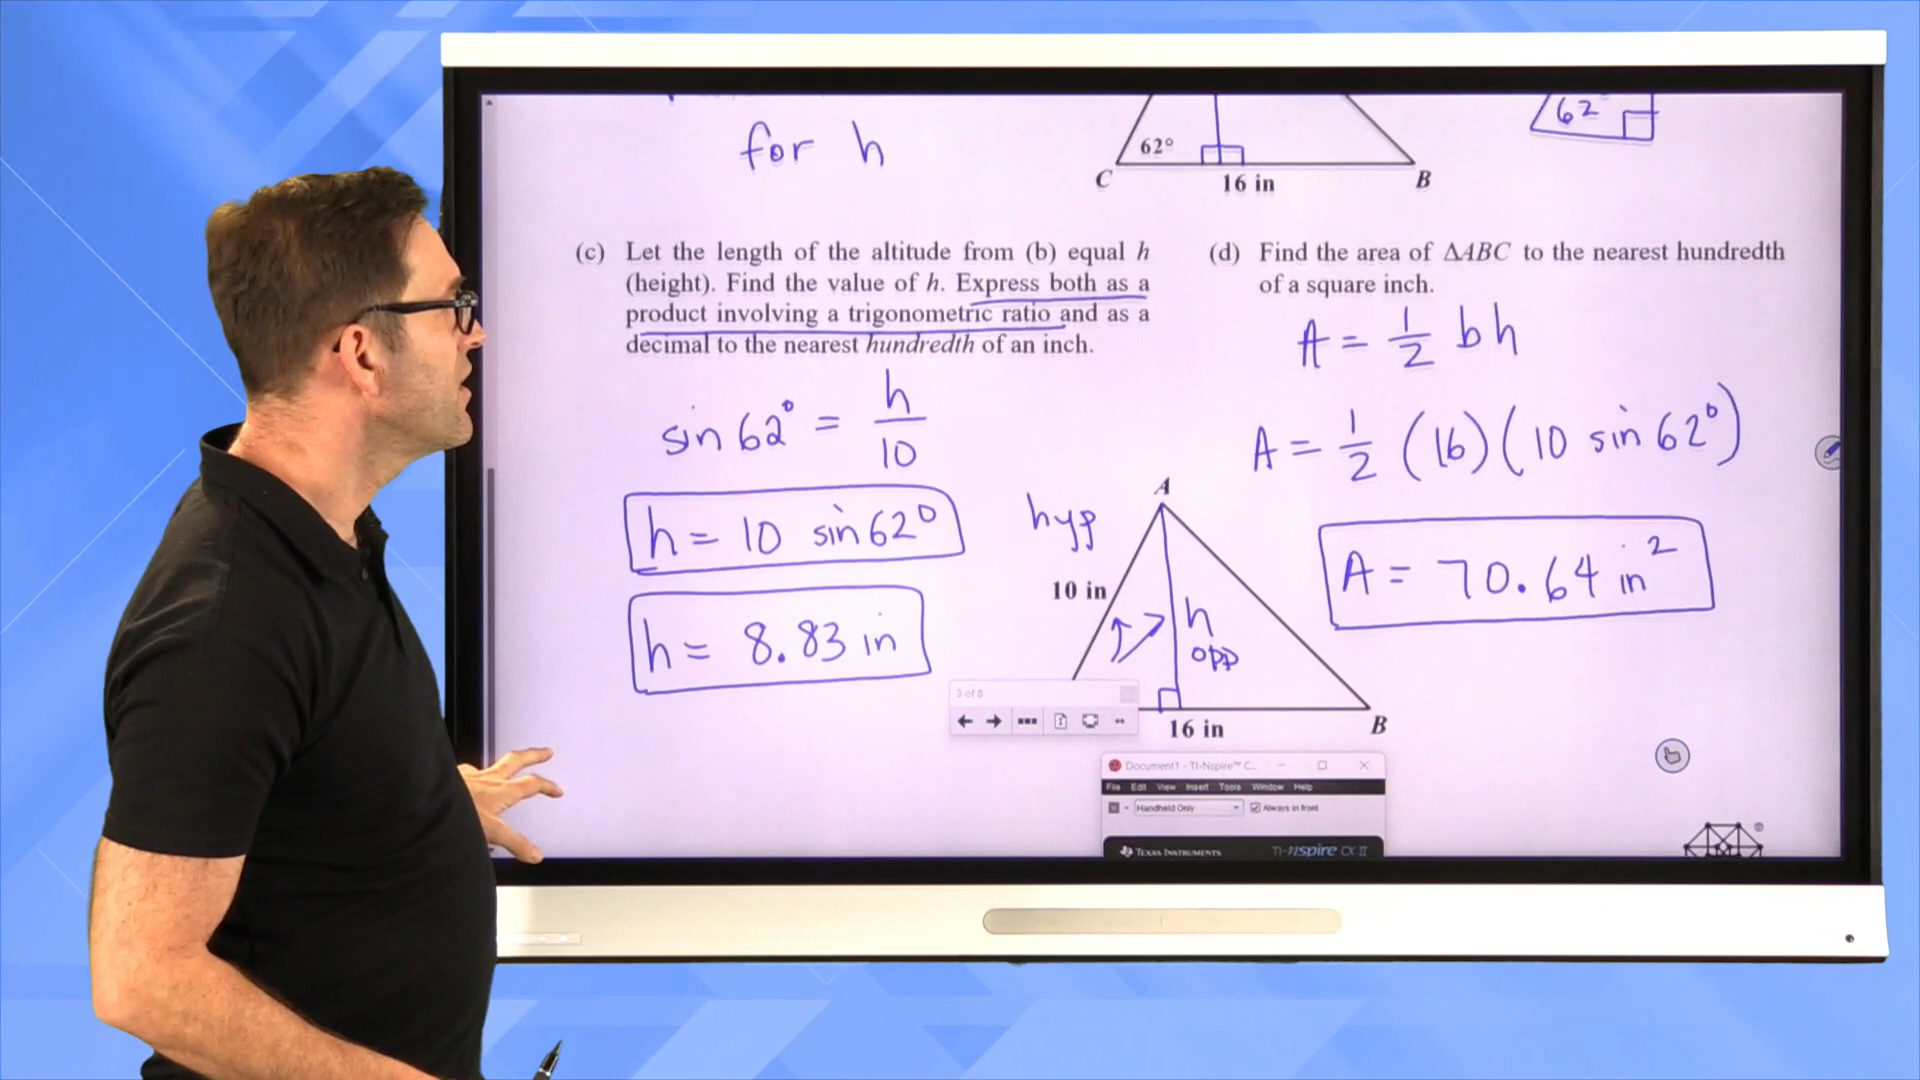 for h
62°
C
16 in
B
62
(c) Let the length of the altitude from (b) equal h
(height). Find the value of h. Express both as a
product involving a trigonometric ratio and as a
decimal to the nearest hundredth of an inch.
sin 62° = h/10
h = 10 sin 62°
h = 8.83 in
(d) Find the area of ΔABC to the nearest hundredth
of a square inch.
A = 1/2 bh
A = 1/2 (16)(10 sin 62°)
A = 70.64 in²
A
hyp
10 in
h
opp
16 in
B
3 of 8
Document1 - TI-Nspire™ C...
File Edit View Insert Tools Window Help
Handheld Only
Always in front
TEXAS INSTRUMENTS
TI-nspire CX II